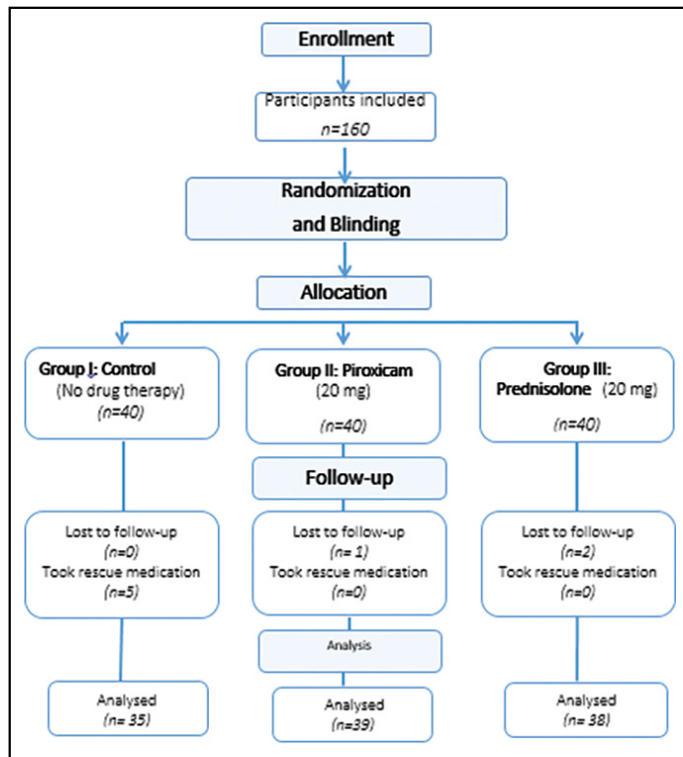 Enrollment
Participants included
n=160
Randomization
and Blinding
Allocation
Group I: Control
(No drug therapy)
(n=40)
Group II: Piroxicam
(20 mg)
(n=40)
Group III:
Prednisolone (20 mg)
(n=40)
Follow-up
Lost to follow-up
(n=0)
Took rescue medication
(n=5)
Lost to follow-up
(n= 1)
Took rescue medication
(n=0)
Lost to follow-up
(n=2)
Took rescue medication
(n=0)
Analysis
Analysed
(n= 35)
Analysed
(n=39)
Analysed
(n= 38)